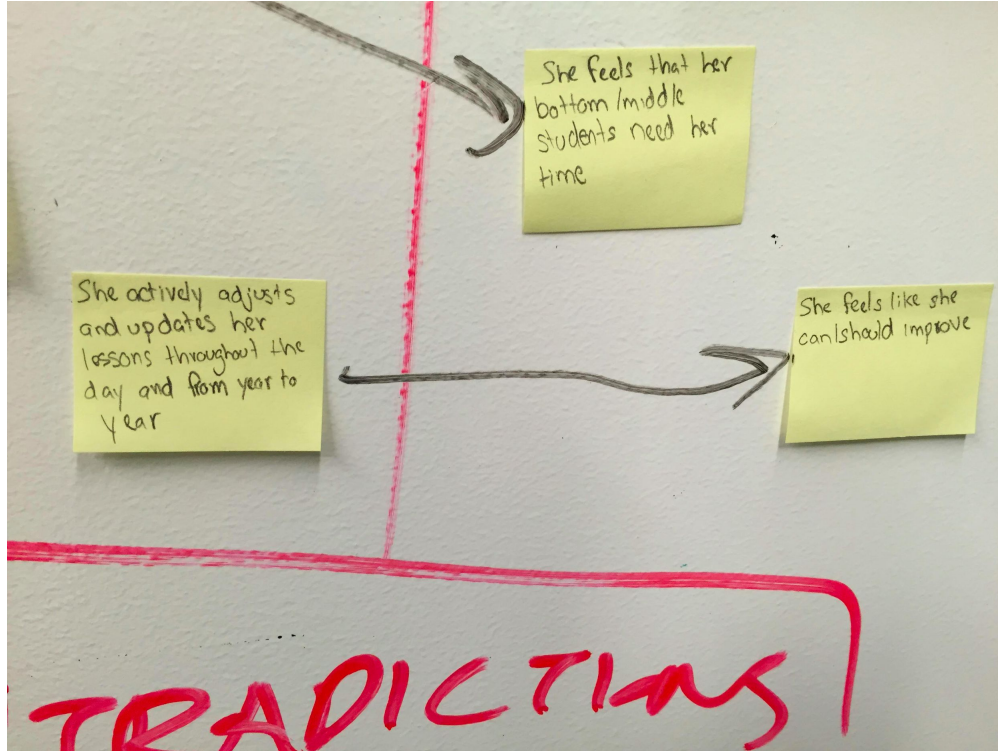 She feels that her
bottom/middle
students need her
time
She actively adjusts
and updates her
lessons throughout the
day and from year to
year
She feels like she
can/should improve
TRADICTIONS